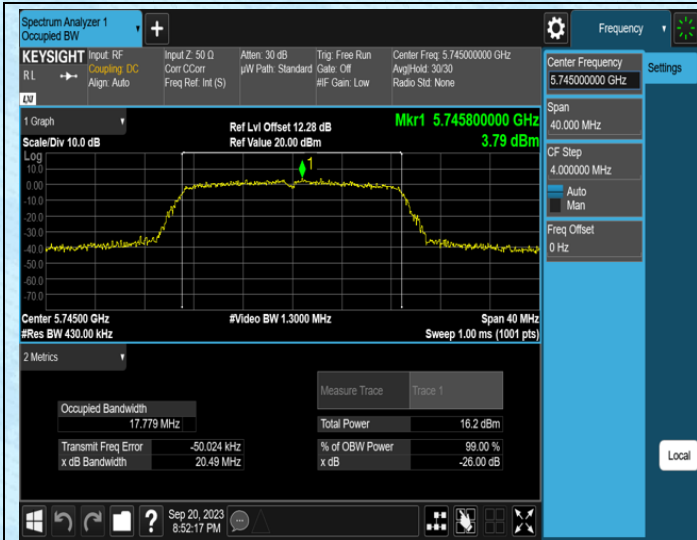 Spectrum Analyzer 1
Occupied BW
Frequency
KEYSIGHT
RL
Input: RF
Coupling: DC
Align: Auto
Input Z: 50 Ω
Corr CCorr
Freq Ref: Int (S)
Atten: 30 dB
µW Path: Standard
Trig: Free Run
Gate: Off
#IF Gain: Low
Center Freq: 5.745000000 GHz
Avg|Hold: 30/30
Radio Std: None
LXI
1 Graph
Scale/Div 10.0 dB
Ref Lvl Offset 12.28 dB
Ref Value 20.00 dBm
Mkr1 5.745800000 GHz
3.79 dBm
Log
1
10.0
0.00
-10.0
-20.0
-30.0
-40.0
-50.0
-60.0
-70.0
Center 5.74500 GHz
#Res BW 430.00 kHz
#Video BW 1.3000 MHz
Span 40 MHz
Sweep 1.00 ms (1001 pts)
2 Metrics
Measure Trace
Trace 1
Occupied Bandwidth
17.779 MHz
Total Power
16.2 dBm
Transmit Freq Error
-50.024 kHz
% of OBW Power
99.00 %
x dB Bandwidth
20.49 MHz
x dB
-26.00 dB
Sep 20, 2023
8:52:17 PM
Center Frequency
5.745000000 GHz
Settings
Span
40.000 MHz
CF Step
4.000000 MHz
Auto
Man
Freq Offset
0 Hz
Local